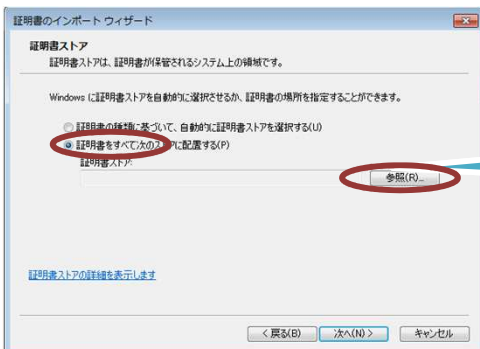 証明書のインポート ウィザード
証明書ストア
証明書ストアは、証明書が保管されるシステム上の領域です。
Windows に証明書ストアを自動的に選択させるか、証明書の場所を指定することができます。
証明書の種類に基づいて、自動的に証明書ストアを選択する(U)
証明書をすべて次のストアに配置する(P)
証明書ストア:
参照(R)...
証明書ストアの詳細を表示します
< 戻る(B)
次へ(N) >
キャンセル